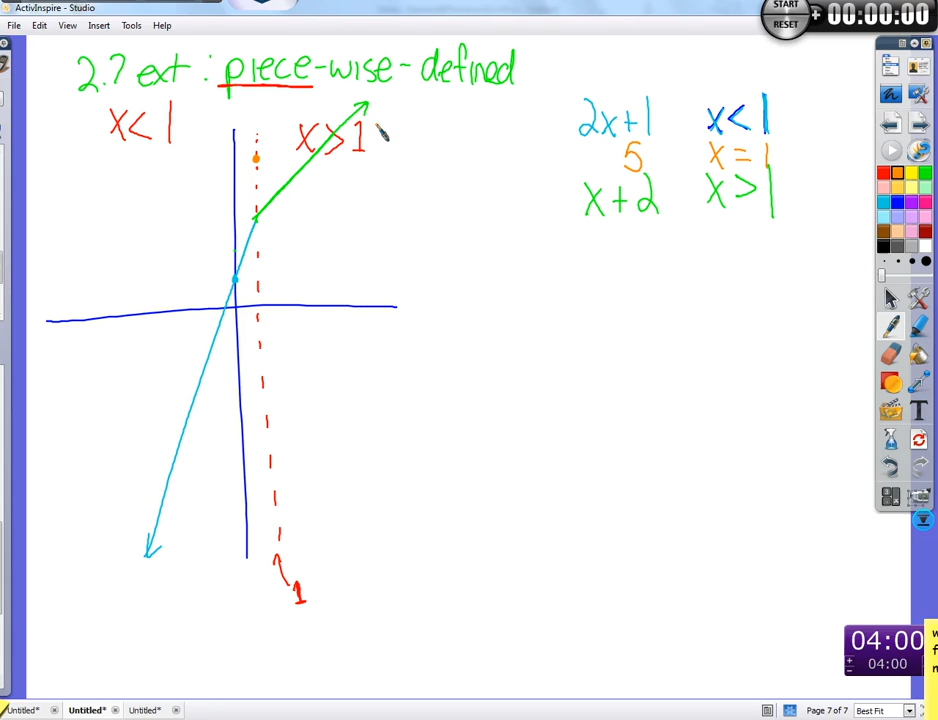 ActivInspire - Studio
START
RESET
00:00:00
File Edit View Insert Tools Help
2.7 ext : piece-wise-defined
x < 1
x > 1
2x+1 x < 1
5 x = 1
x + 2 x > 1
1
04:00
04:00
w
f
n
Untitled* Untitled* Untitled*
Page 7 of 7 Best Fit